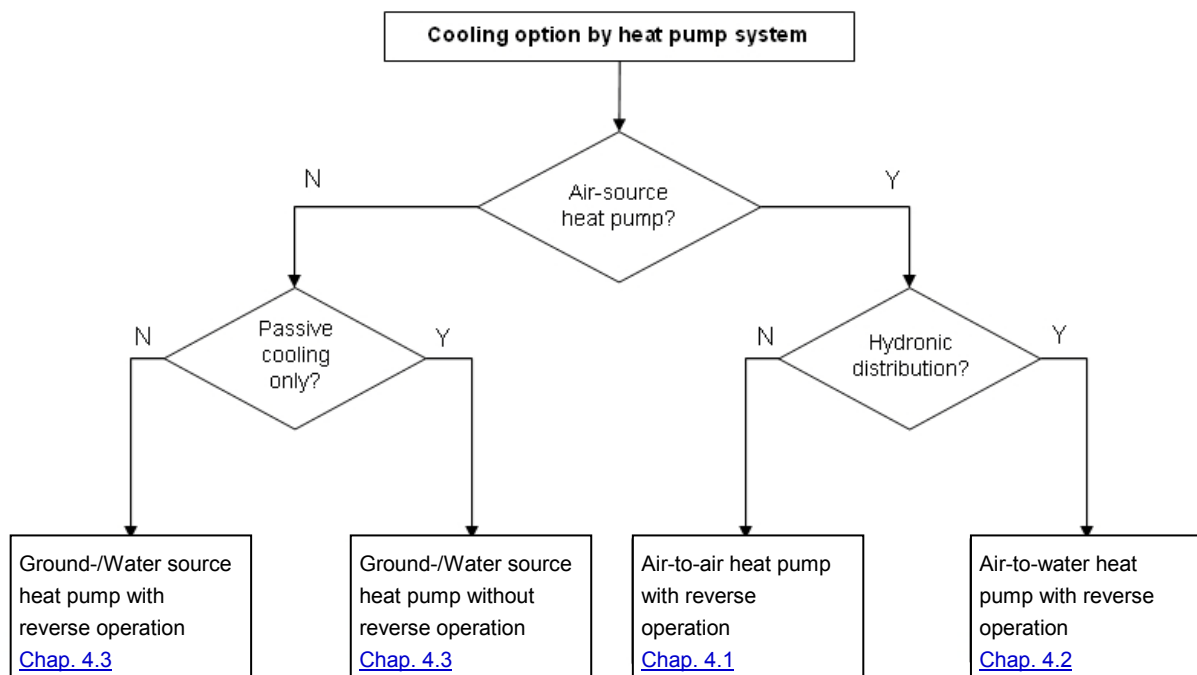 Cooling option by heat pump system
Air-source
heat pump?
N
Y
Passive
cooling
only?
N
Y
Hydronic
distribution?
N
Y
Ground-/Water source
heat pump with
reverse operation
Chap. 4.3
Ground-/Water source
heat pump without
reverse operation
Chap. 4.3
Air-to-air heat pump
with reverse
operation
Chap. 4.1
Air-to-water heat
pump with reverse
operation
Chap. 4.2